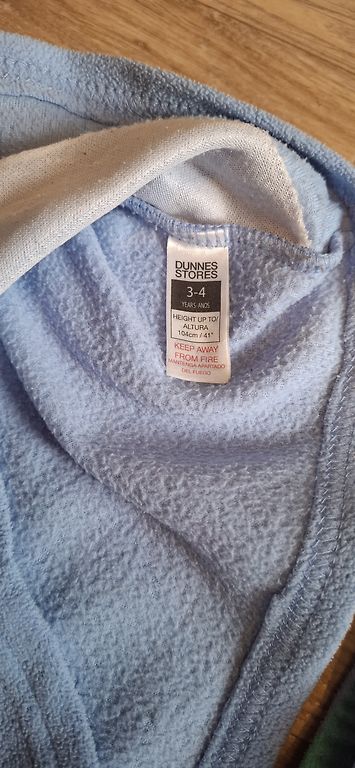 DUNNES
STORES
3-4
YEARS ANOS
HEIGHT UP TO/
ALTURA
104cm / 41"
KEEP AWAY
FROM FIRE
MANTENGA APARTADO
DEL FUEGO